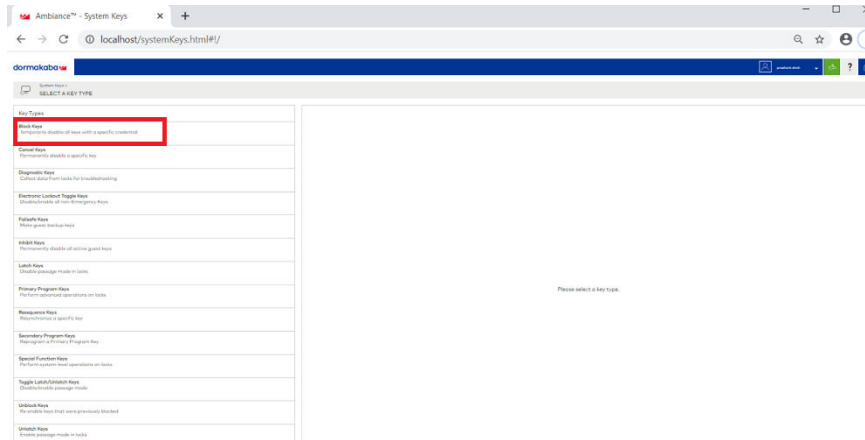 Ambiance™ - System Keys
localhost/systemKeys.html#!/
dormakaba
?
System Keys >
SELECT A KEY TYPE
Key Types
Block Keys
Temporarily disable all keys with a specific credential
Cancel Keys
Permanently disable a specific key
Diagnostic Keys
Collect data from locks for troubleshooting
Electronic Lockout Toggle Keys
Disable/enable all non-Emergency Keys
Failsafe Keys
Make guest backup keys
Inhibit Keys
Permanently disable all active guest keys
Latch Keys
Disable passage mode in locks
Primary Program Keys
Perform advanced operations on locks
Please select a key type.
Resequence Keys
Resynchronize a specific key
Secondary Program Keys
Reprogram a Primary Program Key
Special Function Keys
Perform system-level operations on locks
Toggle Latch/Unlatch Keys
Disable/enable passage mode
Unblock Keys
Re-enable keys that were previously blocked
Unlatch Keys
Enable passage mode in locks